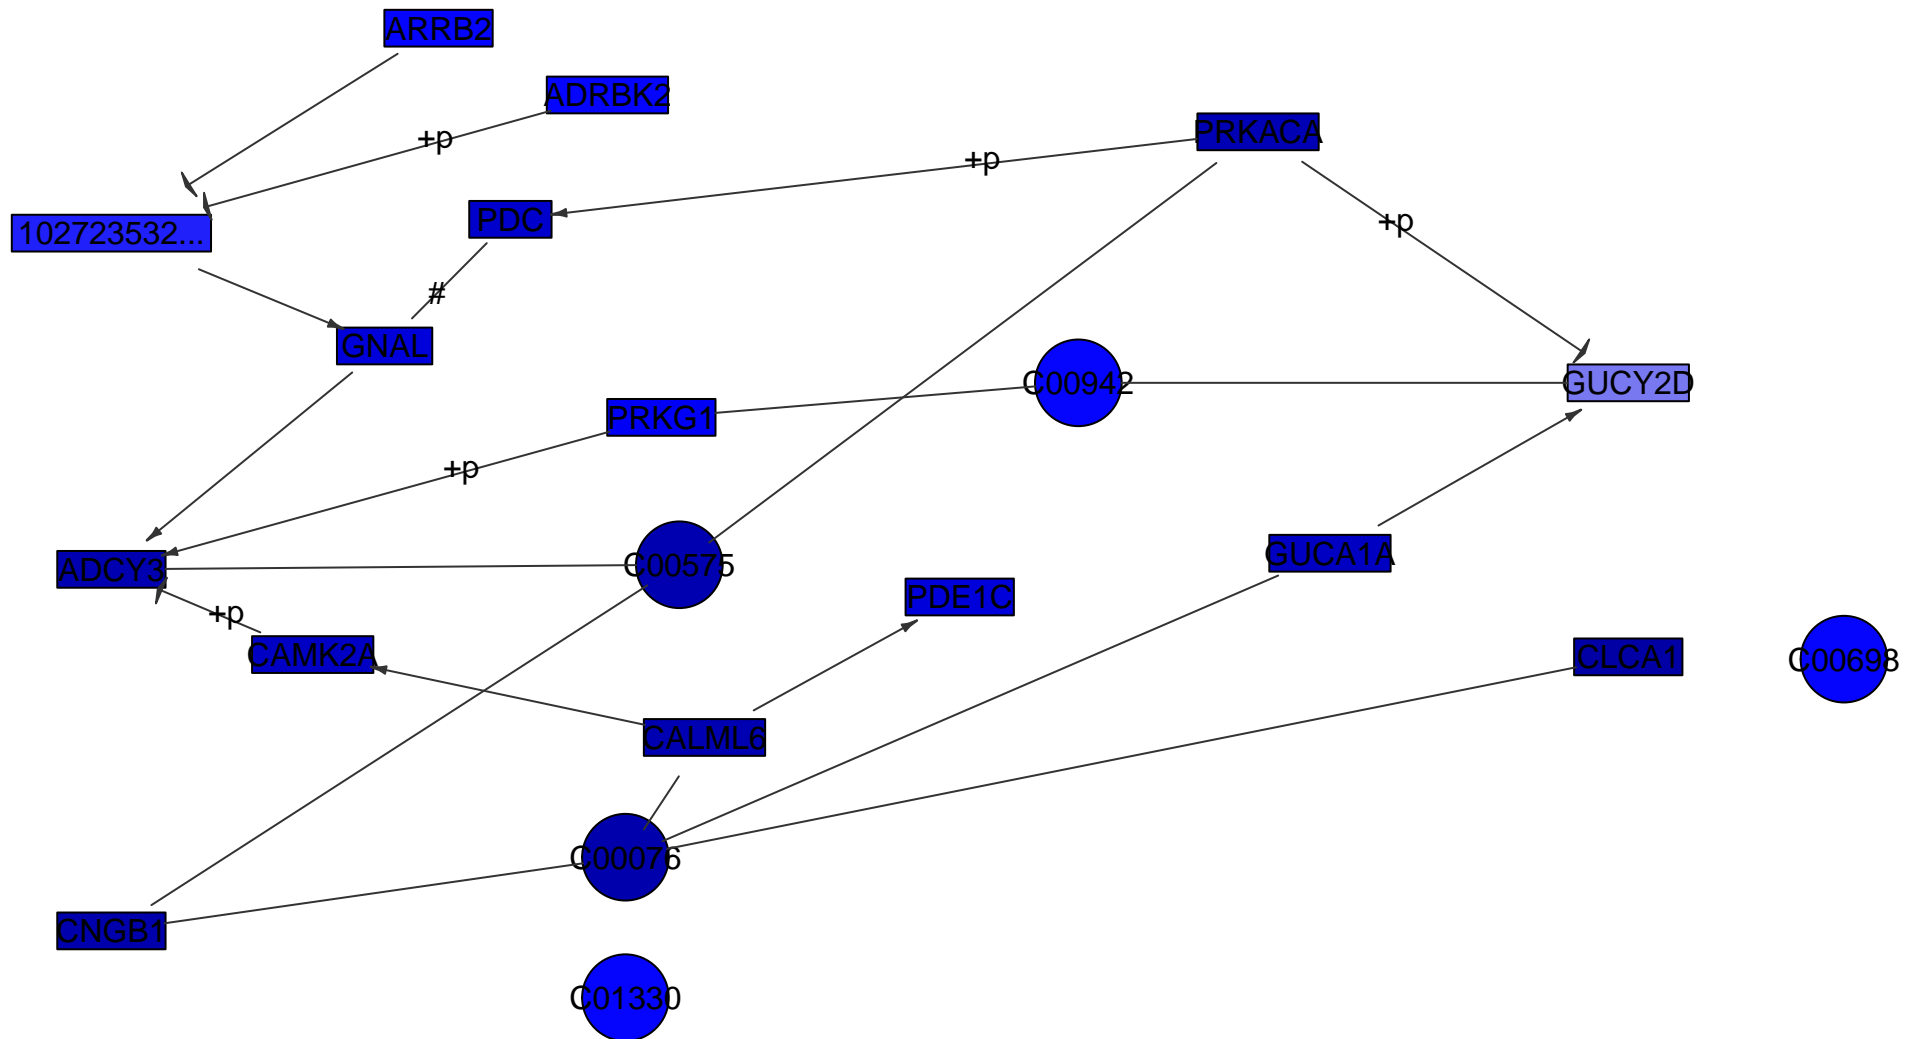 ARRB2
ADRBK2
PRKACA
+p
+p
PDC
+p
102723532...
#
GNAL
C00942
GUCY2D
PRKG1
+p
GUCA1A
C00575
ADCY3
PDE1C
+p
CAMK2A
CLCA1
C00698
CALML6
C00076
CNGB1
C01330